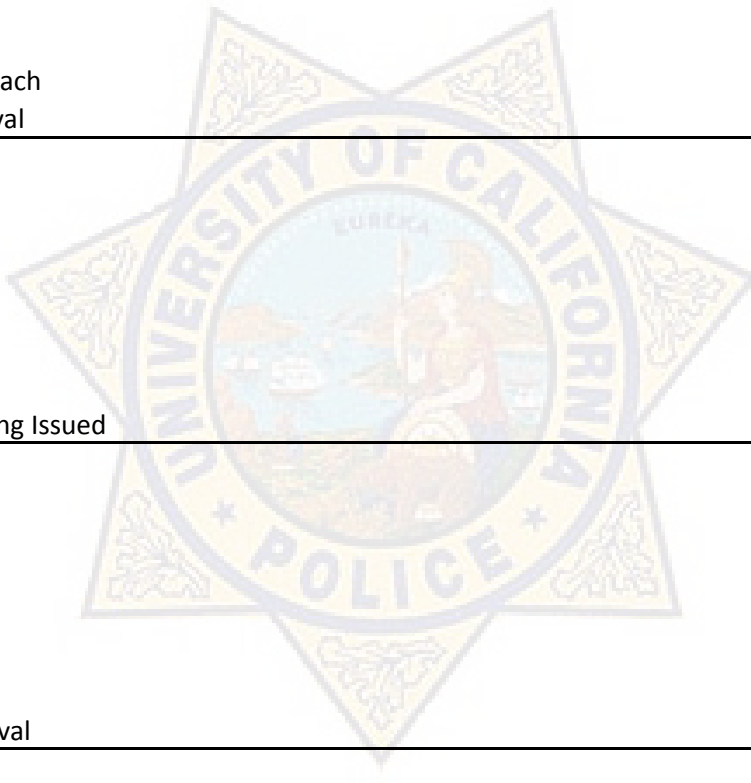 ach
val
ng Issued
val
UNIVERSITY OF CALIFORNIA
EUREKA
POLICE